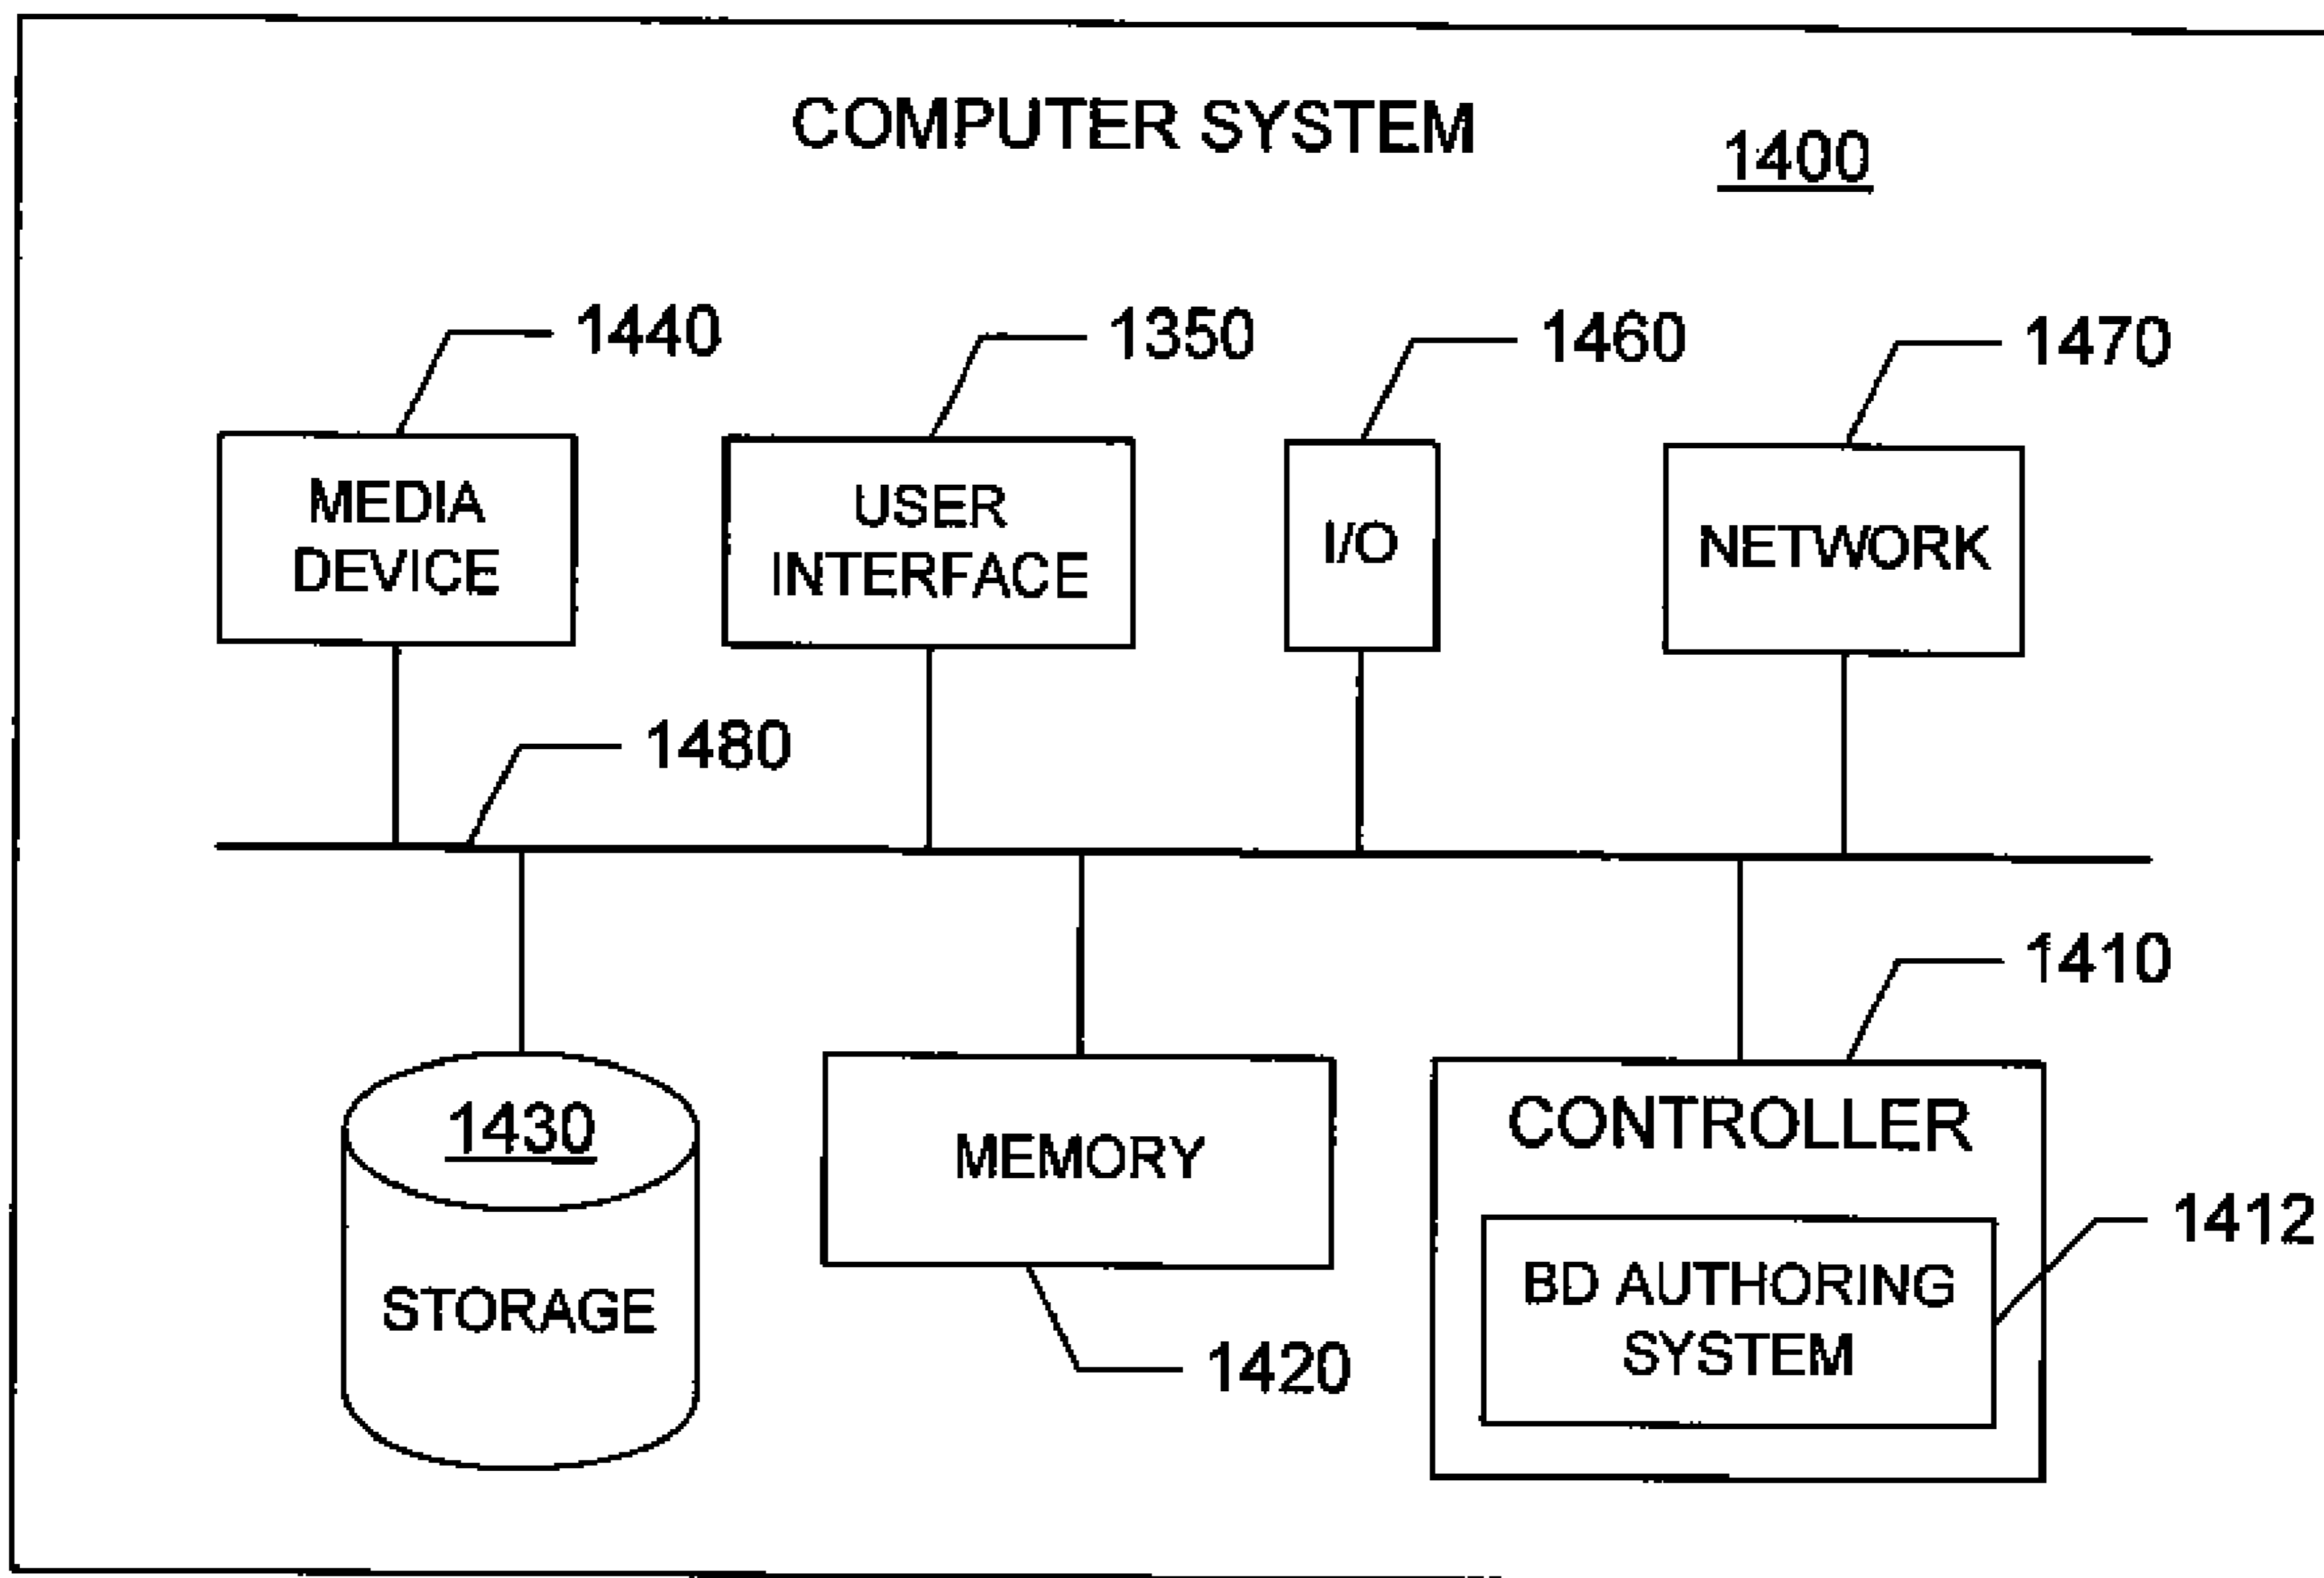 COMPUTER SYSTEM
1400
1440
1350
1460
1470
MEDIA
DEVICE
USER
INTERFACE
I/O
NETWORK
1480
1410
1430
STORAGE
MEMORY
1420
CONTROLLER
1412
BD AUTHORING
SYSTEM